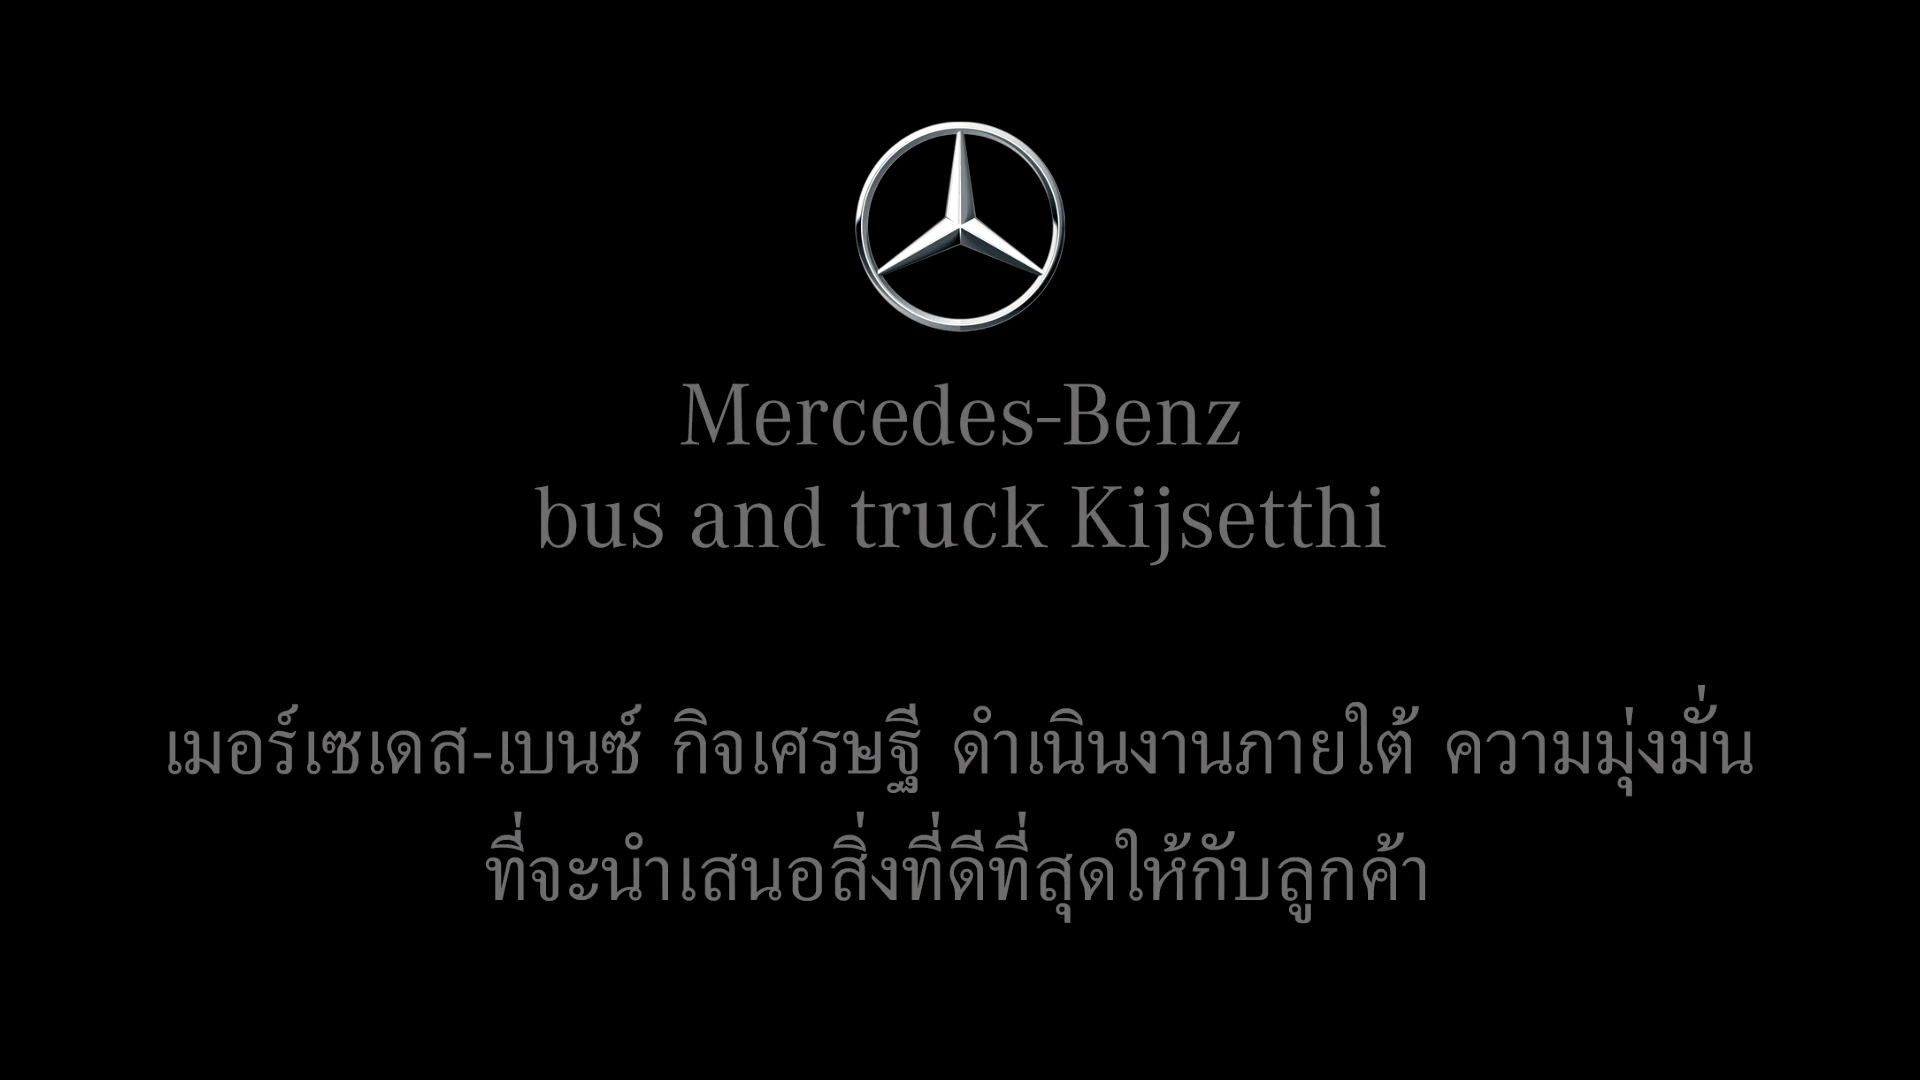 Mercedes-Benz
bus and truck Kijsetthi
เมอร์เซเดส-เบนซ์ กิจเศรษฐี ดำเนินงานภายใต้ ความมุ่งมั่น
ที่จะนำเสนอสิ่งที่ดีที่สุดให้กับลูกค้า